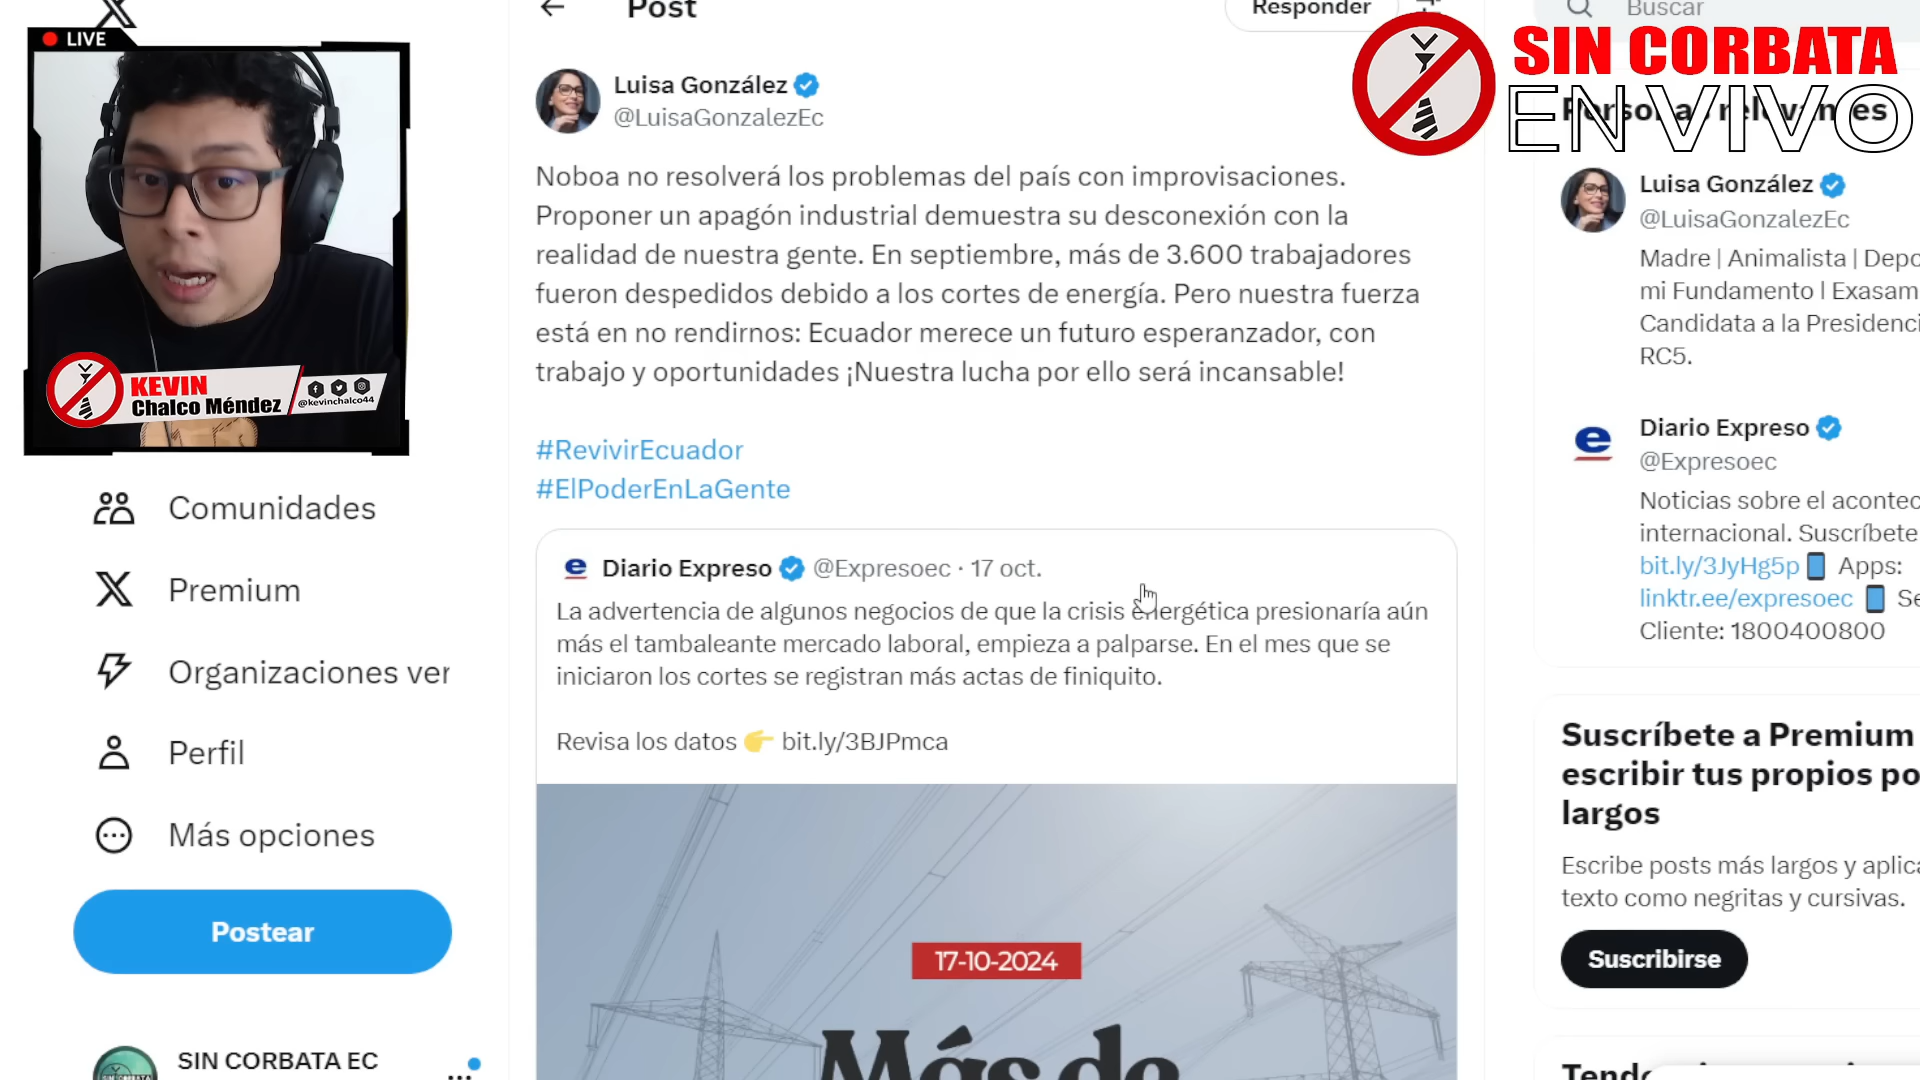 LIVE
KEVIN
Chalco Méndez
@kevinchalco44
Comunidades
Premium
Organizaciones ver
Perfil
Más opciones
Postear
SIN CORBATA EC
Post
Responder
Luisa González
@LuisaGonzalezEc
Noboa no resolverá los problemas del país con improvisaciones.
Proponer un apagón industrial demuestra su desconexión con la
realidad de nuestra gente. En septiembre, más de 3.600 trabajadores
fueron despedidos debido a los cortes de energía. Pero nuestra fuerza
está en no rendirnos: Ecuador merece un futuro esperanzador, con
trabajo y oportunidades ¡Nuestra lucha por ello será incansable!
#RevivirEcuador
#ElPoderEnLaGente
Diario Expreso @Expresoec · 17 oct.
La advertencia de algunos negocios de que la crisis energética presionaría aún
más el tambaleante mercado laboral, empieza a palparse. En el mes que se
iniciaron los cortes se registran más actas de finiquito.
Revisa los datos 👉 bit.ly/3BJPmca
17-10-2024
Más de
Buscar
SIN CORBATA
EN VIVO
Personas relevantes
Luisa González
@LuisaGonzalezEc
Madre | Animalista | Depo
mi Fundamento l Exasam
Candidata a la Presidenci
RC5.
Diario Expreso
@Expresoec
Noticias sobre el acontec
internacional. Suscríbete
bit.ly/3JyHg5p Apps:
linktr.ee/expresoec Se
Cliente: 1800400800
Suscríbete a Premium
escribir tus propios po
largos
Escribe posts más largos y aplica
texto como negritas y cursivas.
Suscribirse